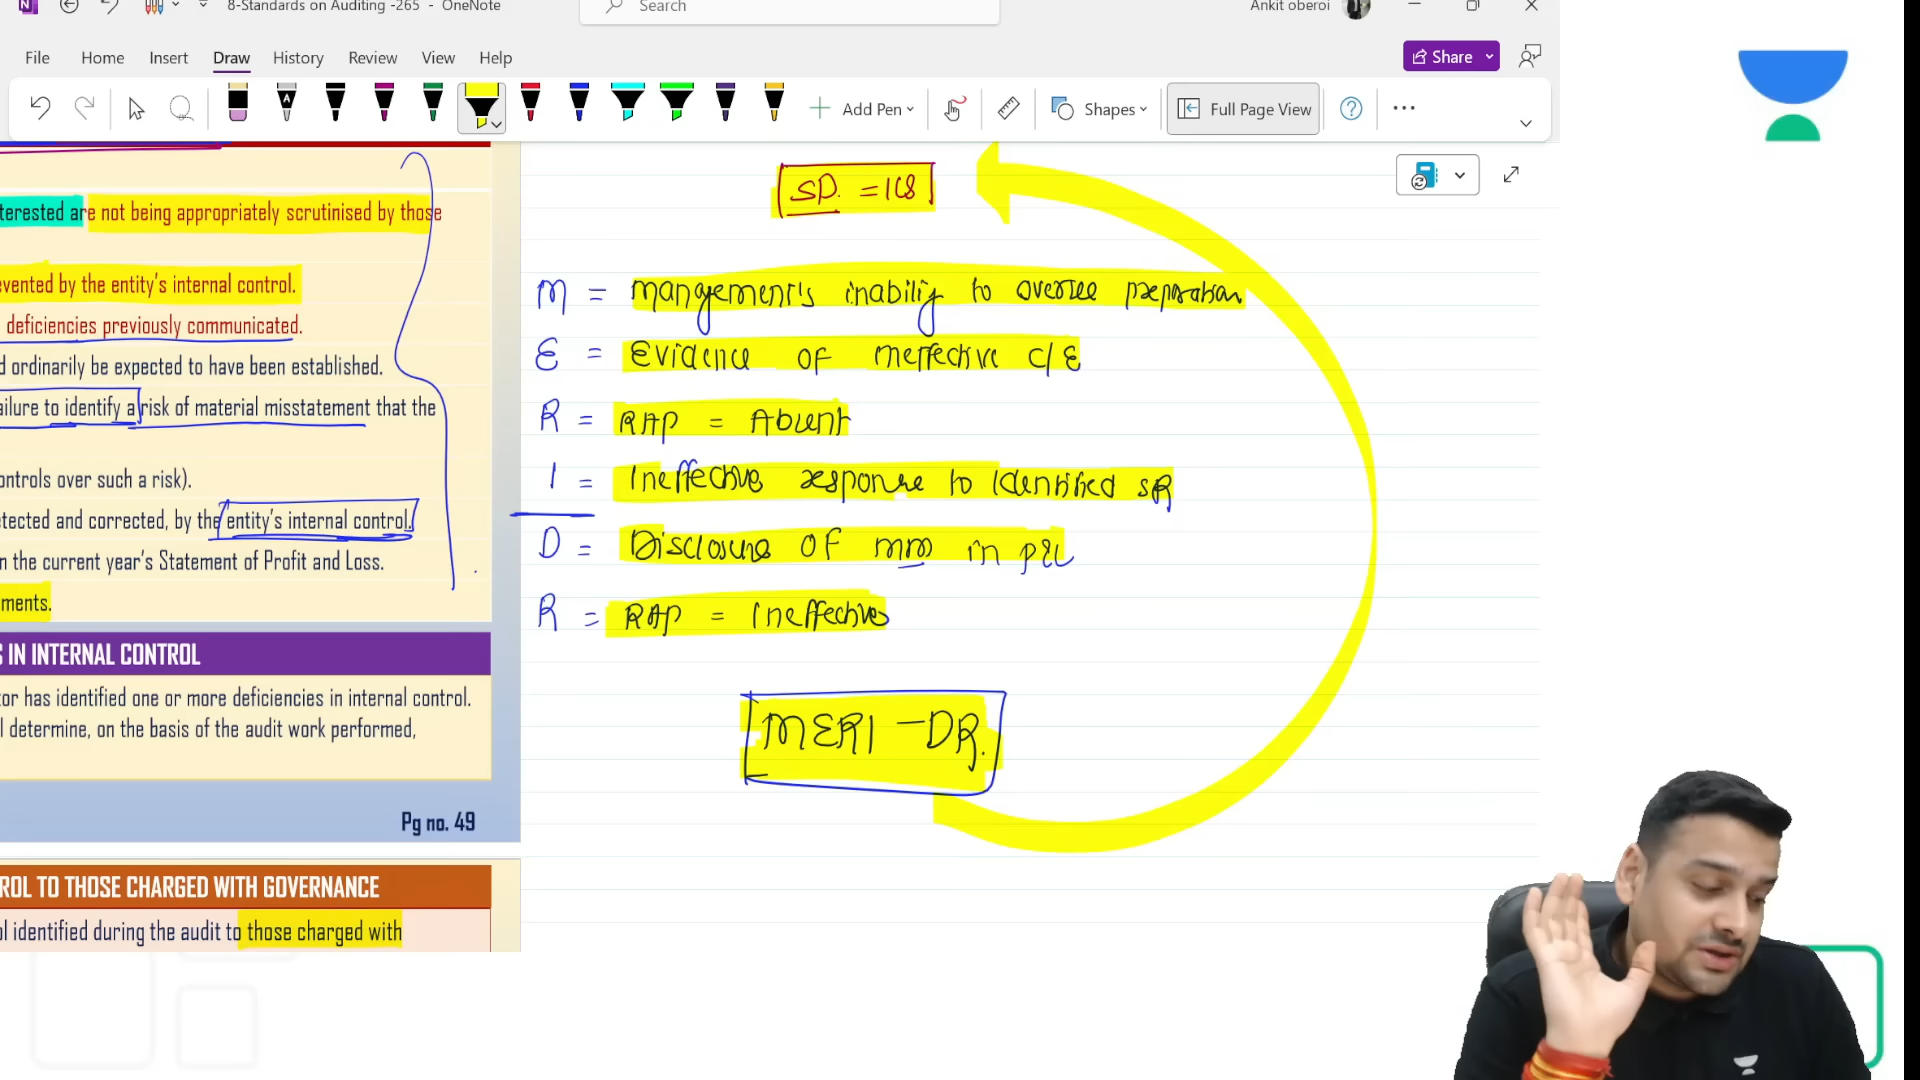 8-Standards on Auditing -265 - OneNote
Search
Ankit oberoi
File Home Insert Draw History Review View Help
Share
Add Pen
Shapes
Full Page View
terested are not being appropriately scrutinised by those
evented by the entity's internal control.
deficiencies previously communicated.
d ordinarily be expected to have been established.
ailure to identify a risk of material misstatement that the
ontrols over such a risk).
etected and corrected, by the entity's internal control.
n the current year's Statement of Profit and Loss.
ments.
S IN INTERNAL CONTROL
tor has identified one or more deficiencies in internal control.
l determine, on the basis of the audit work performed,
Pg no. 49
ROL TO THOSE CHARGED WITH GOVERNANCE
ol identified during the audit to those charged with
SD. =
M = mangement's inability to oversee preparation
E = Evidence of ineffective C/E
R = RAP = Absent
I = Ineffective response to Identified SR
D = Disclosure OF mm in P&L
R = RAP = Ineffective
MERI - DR.